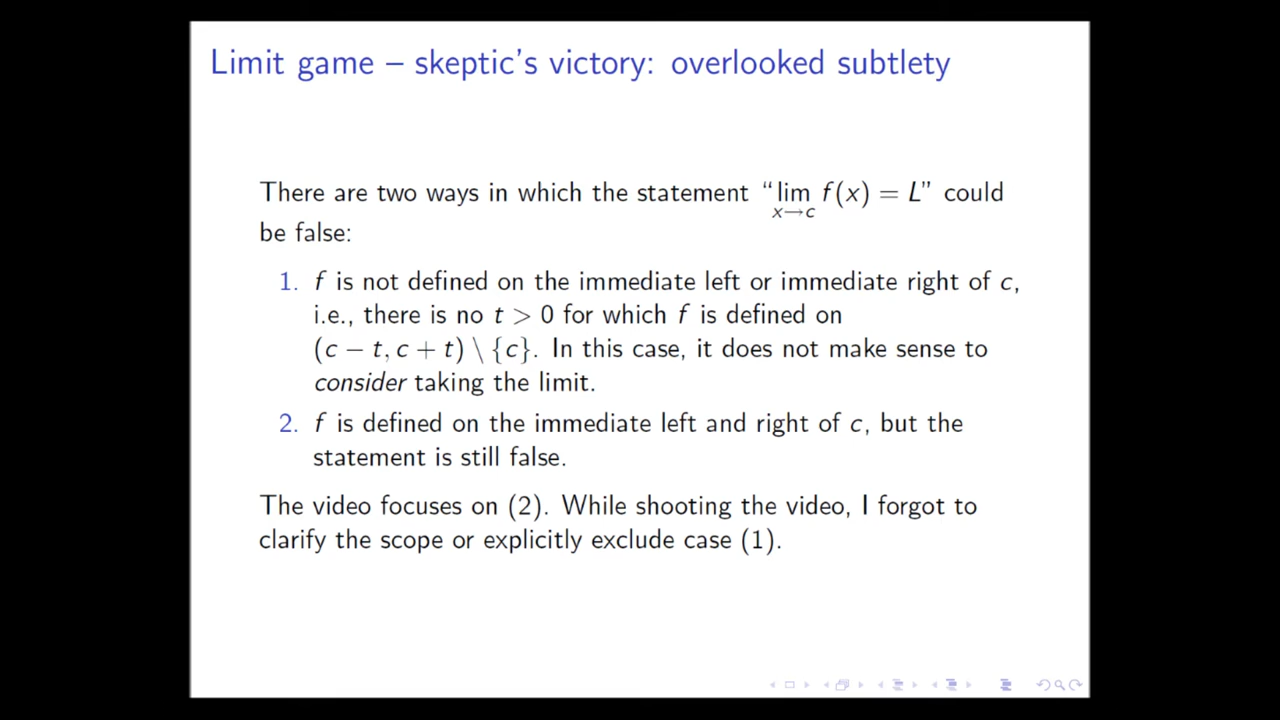 Limit game – skeptic's victory: overlooked subtlety
There are two ways in which the statement “lim f(x) = L” could
x→c
be false:
1. f is not defined on the immediate left or immediate right of c,
i.e., there is no t > 0 for which f is defined on
(c − t, c + t) \ {c}. In this case, it does not make sense to
consider taking the limit.
2. f is defined on the immediate left and right of c, but the
statement is still false.
The video focuses on (2). While shooting the video, I forgot to
clarify the scope or explicitly exclude case (1).